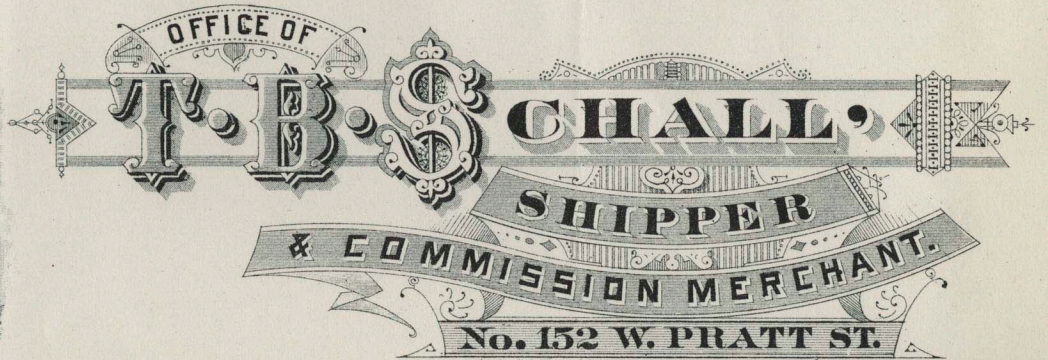 OFFICE OF
T. B. SCHALL,
SHIPPER
& COMMISSION MERCHANT.
No. 152 W. PRATT ST.